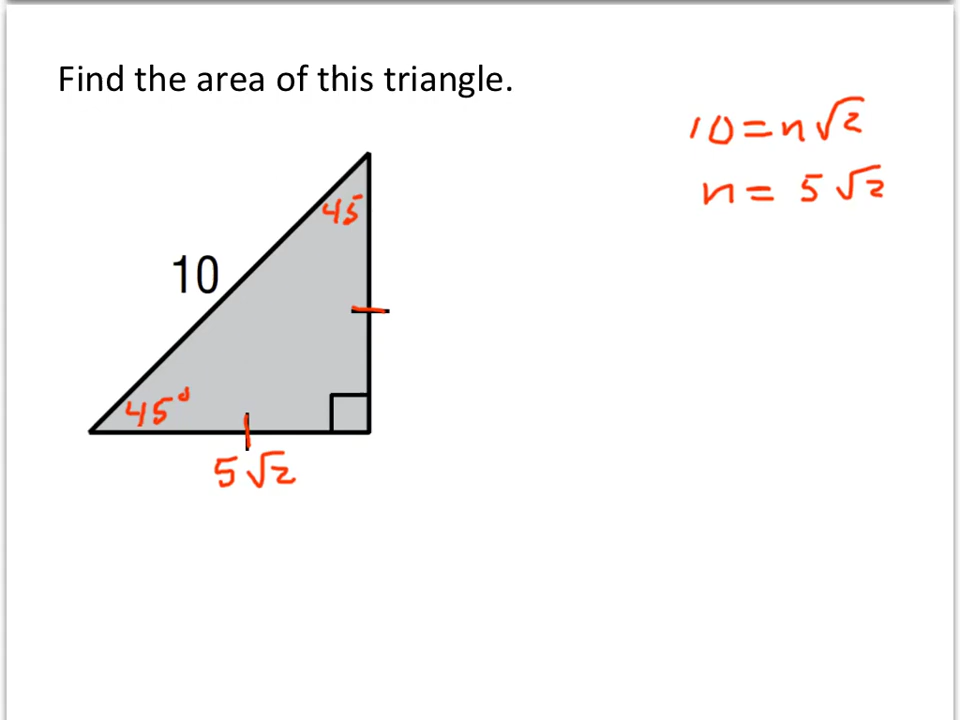 Find the area of this triangle.
10=n√2
n= 5√2
45
10
45°
5√2